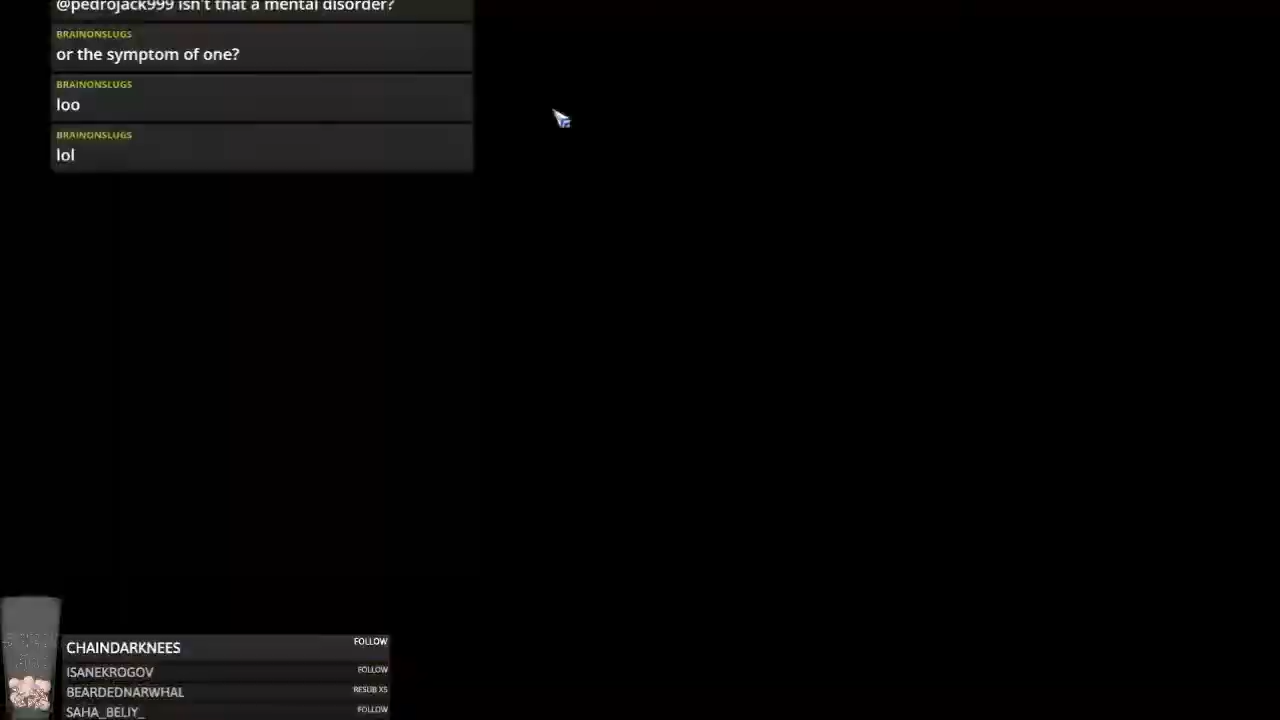 @pedrojack999 isn't that a mental disorder?
BRAINONSLUGS
or the symptom of one?
BRAINONSLUGS
loo
BRAINONSLUGS
lol
CHAINDARKNEES FOLLOW
ISANEKROGOV FOLLOW
BEARDEDNARWHAL RESUB X5
SAHA_BELIY_ FOLLOW